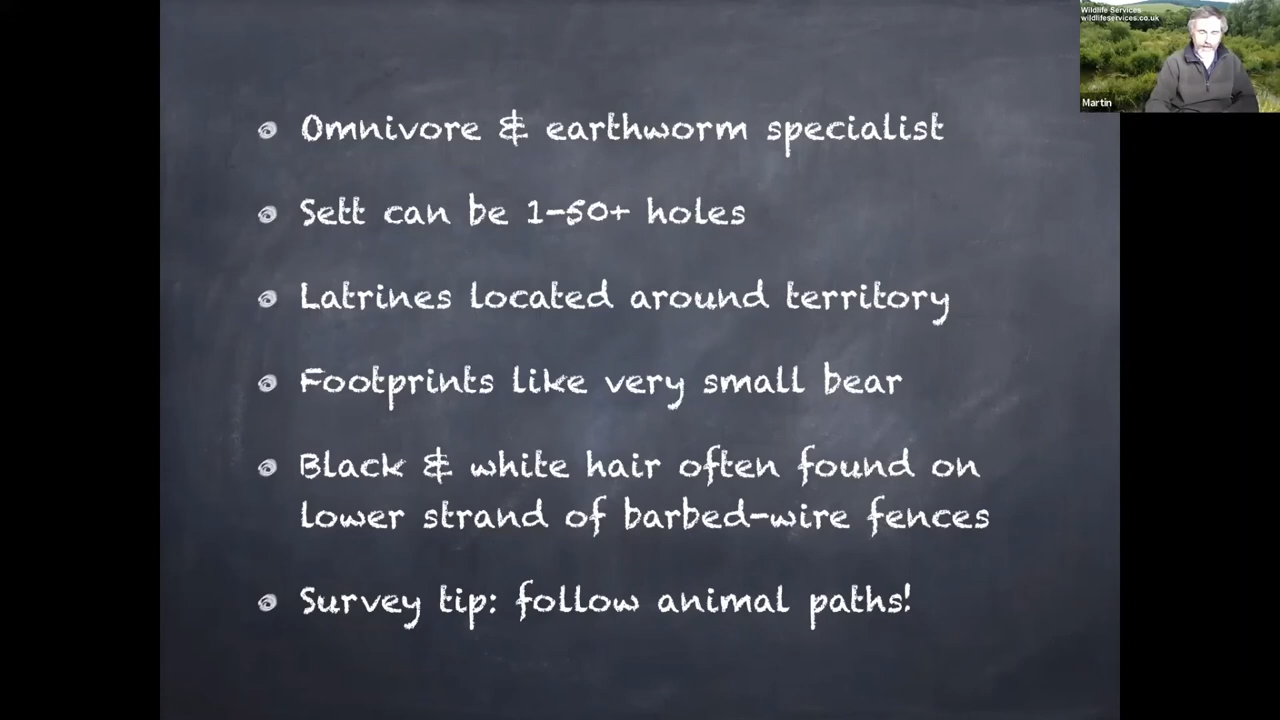 Wildlife Services
wildlifeservices.co.uk
Martin
Omnivore & earthworm specialist
Sett can be 1-50+ holes
Latrines located around territory
Footprints like very small bear
Black & white hair often found on
lower strand of barbed-wire fences
Survey tip: follow animal paths!